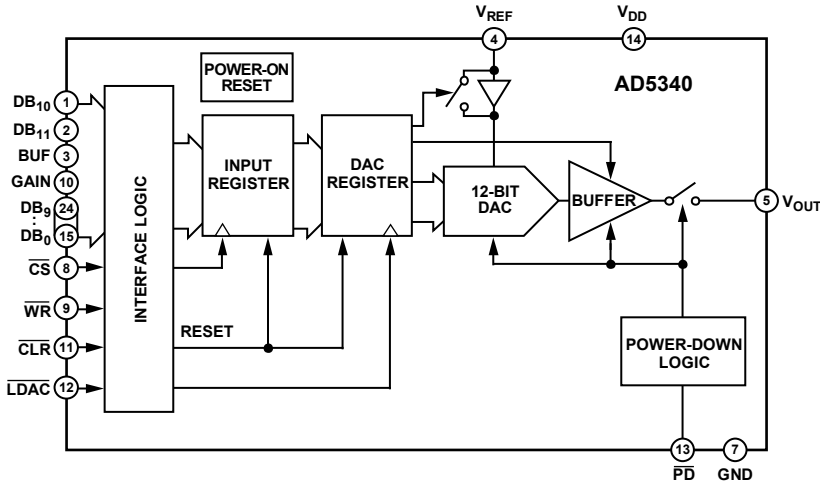 VREF
4
VDD
14
POWER-ON
RESET
AD5340
DB10 1
DB11 2
BUF 3
GAIN 10
DB9 24
:
DB0 15
CS 8
WR 9
CLR 11
LDAC 12
INTERFACE LOGIC
INPUT
REGISTER
DAC
REGISTER
12-BIT
DAC
BUFFER
5 VOUT
RESET
POWER-DOWN
LOGIC
13
PD
7
GND